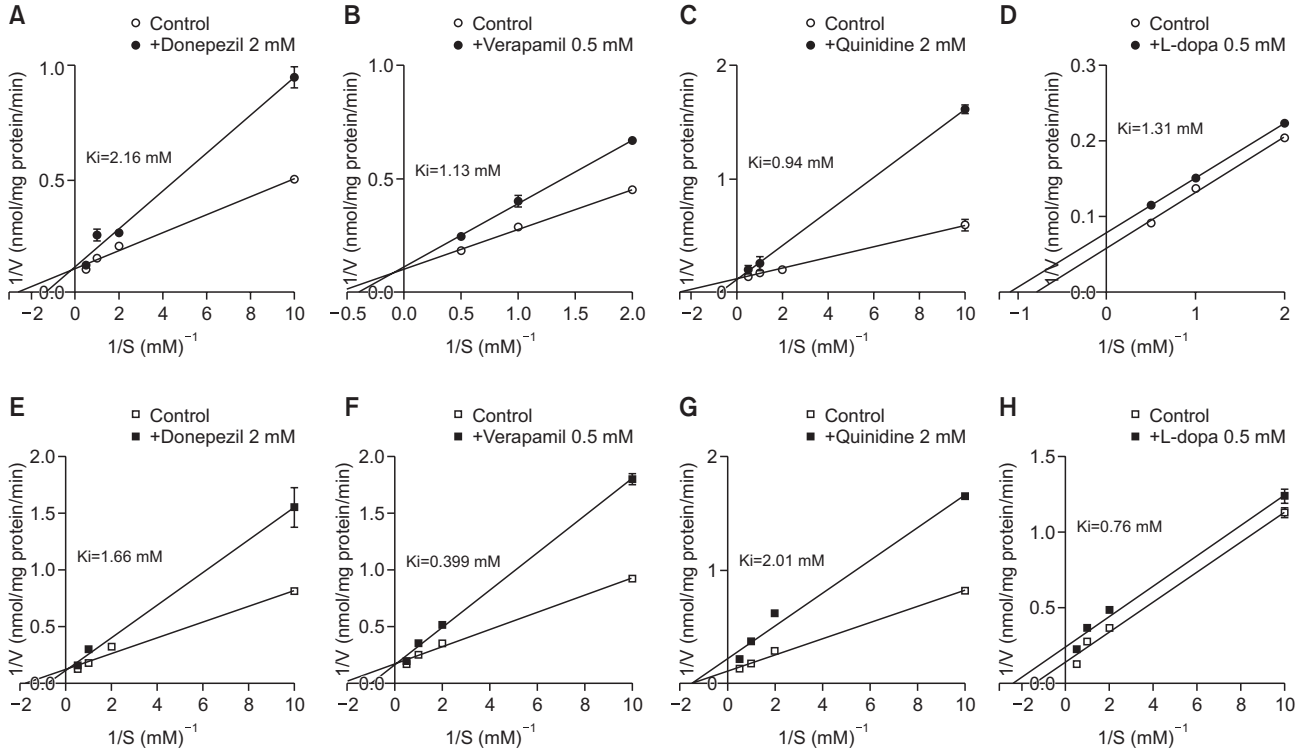 A
Control
+Donepezil 2 mM
1/V (nmol/mg protein/min)
1.0
0.5
0.0
Ki=2.16 mM
−2 0 2 4 6 8 10
1/S (mM)−1
B
Control
+Verapamil 0.5 mM
1/V (nmol/mg protein/min)
1.0
0.5
0.0
Ki=1.13 mM
−0.5 0.0 0.5 1.0 1.5 2.0
1/S (mM)−1
C
Control
+Quinidine 2 mM
1/V (nmol/mg protein/min)
2
1
0
Ki=0.94 mM
−2 0 2 4 6 8 10
1/S (mM)−1
D
Control
+L-dopa 0.5 mM
1/V (nmol/mg protein/min)
0.3
0.2
0.1
0.0
Ki=1.31 mM
−1 0 1 2
1/S (mM)−1
E
Control
+Donepezil 2 mM
1/V (nmol/mg protein/min)
2.0
1.5
1.0
0.5
0.0
Ki=1.66 mM
−2 0 2 4 6 8 10
1/S (mM)−1
F
Control
+Verapamil 0.5 mM
1/V (nmol/mg protein/min)
2.0
1.5
1.0
0.5
0.0
Ki=0.399 mM
−2 0 2 4 6 8 10
1/S (mM)−1
G
Control
+Quinidine 2 mM
1/V (nmol/mg protein/min)
2
1
0
Ki=2.01 mM
−2 0 2 4 6 8 10
1/S (mM)−1
H
Control
+L-dopa 0.5 mM
1/V (nmol/mg protein/min)
1.5
1.0
0.5
0.0
Ki=0.76 mM
−2 0 2 4 6 8 10
1/S (mM)−1